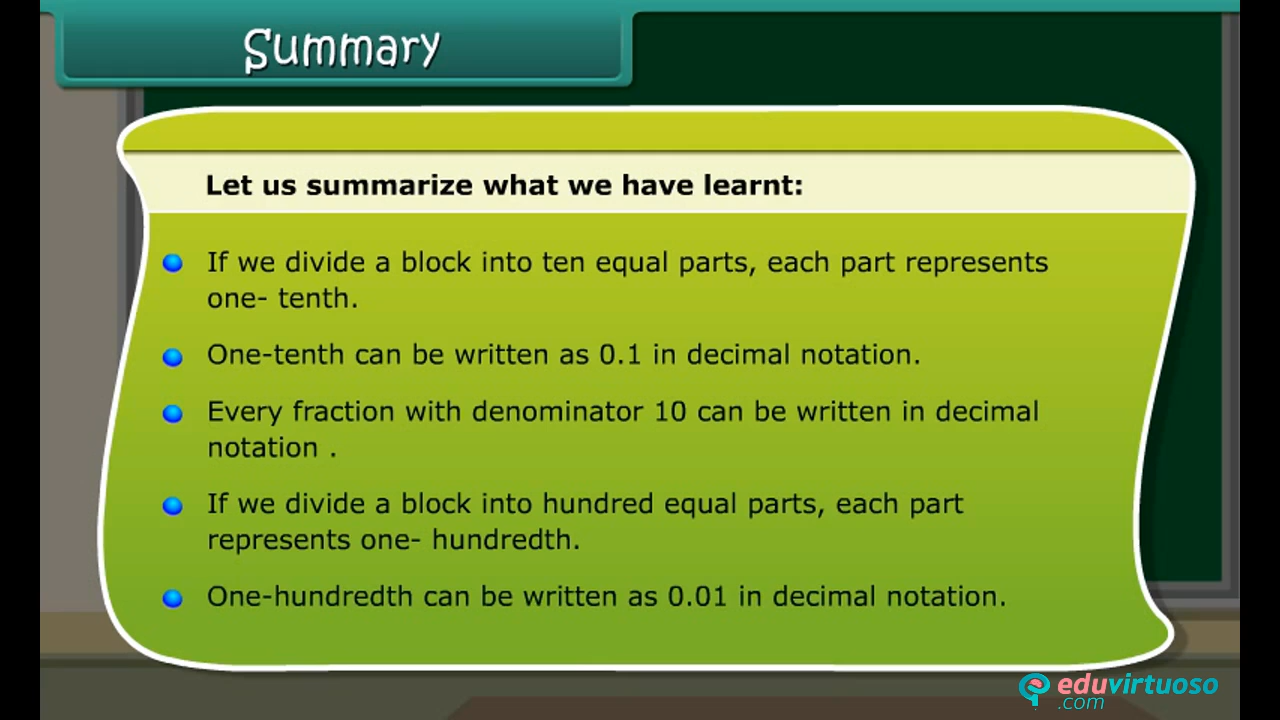 Summary
Let us summarize what we have learnt:
If we divide a block into ten equal parts, each part represents
one- tenth.
One-tenth can be written as 0.1 in decimal notation.
Every fraction with denominator 10 can be written in decimal
notation .
If we divide a block into hundred equal parts, each part
represents one- hundredth.
One-hundredth can be written as 0.01 in decimal notation.
eduvirtuoso
.com